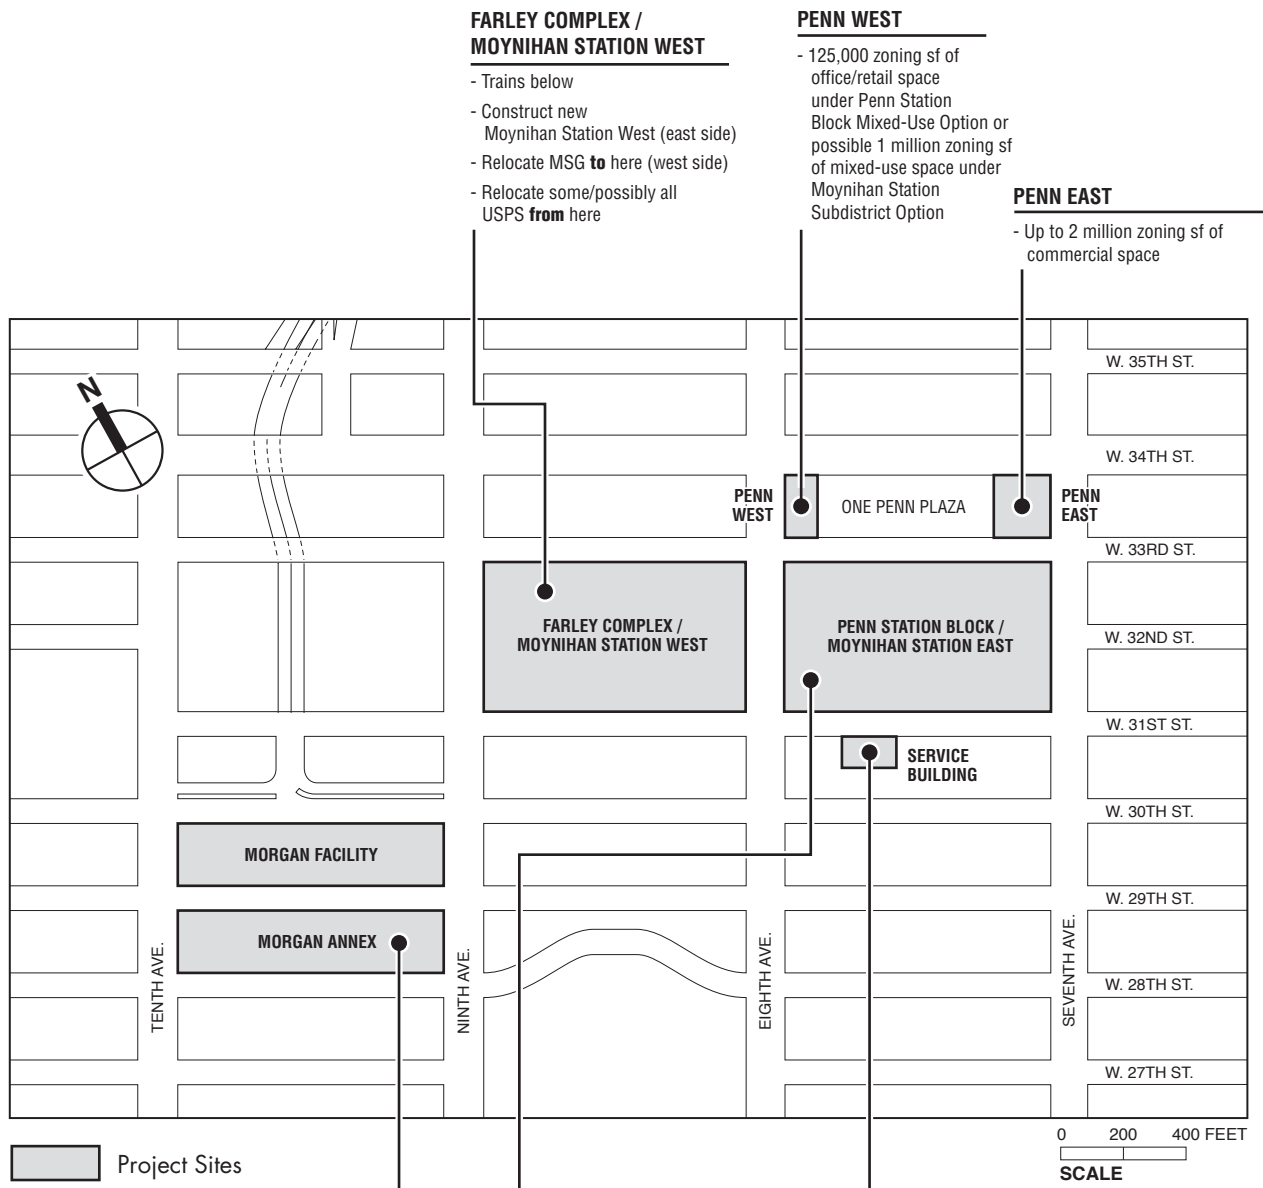 FARLEY COMPLEX /
MOYNIHAN STATION WEST
- Trains below
- Construct new
Moynihan Station West (east side)
- Relocate MSG to here (west side)
- Relocate some/possibly all
USPS from here
PENN WEST
- 125,000 zoning sf of
office/retail space
under Penn Station
Block Mixed-Use Option or
possible 1 million zoning sf
of mixed-use space under
Moynihan Station
Subdistrict Option
PENN EAST
- Up to 2 million zoning sf of
commercial space
N
W. 35TH ST.
W. 34TH ST.
PENN
WEST
ONE PENN PLAZA
PENN
EAST
W. 33RD ST.
FARLEY COMPLEX /
MOYNIHAN STATION WEST
PENN STATION BLOCK /
MOYNIHAN STATION EAST
W. 32ND ST.
W. 31ST ST.
SERVICE
BUILDING
W. 30TH ST.
MORGAN FACILITY
W. 29TH ST.
MORGAN ANNEX
TENTH AVE.
NINTH AVE.
EIGHTH AVE.
SEVENTH AVE.
W. 28TH ST.
W. 27TH ST.
Project Sites
0 200 400 FEET
SCALE